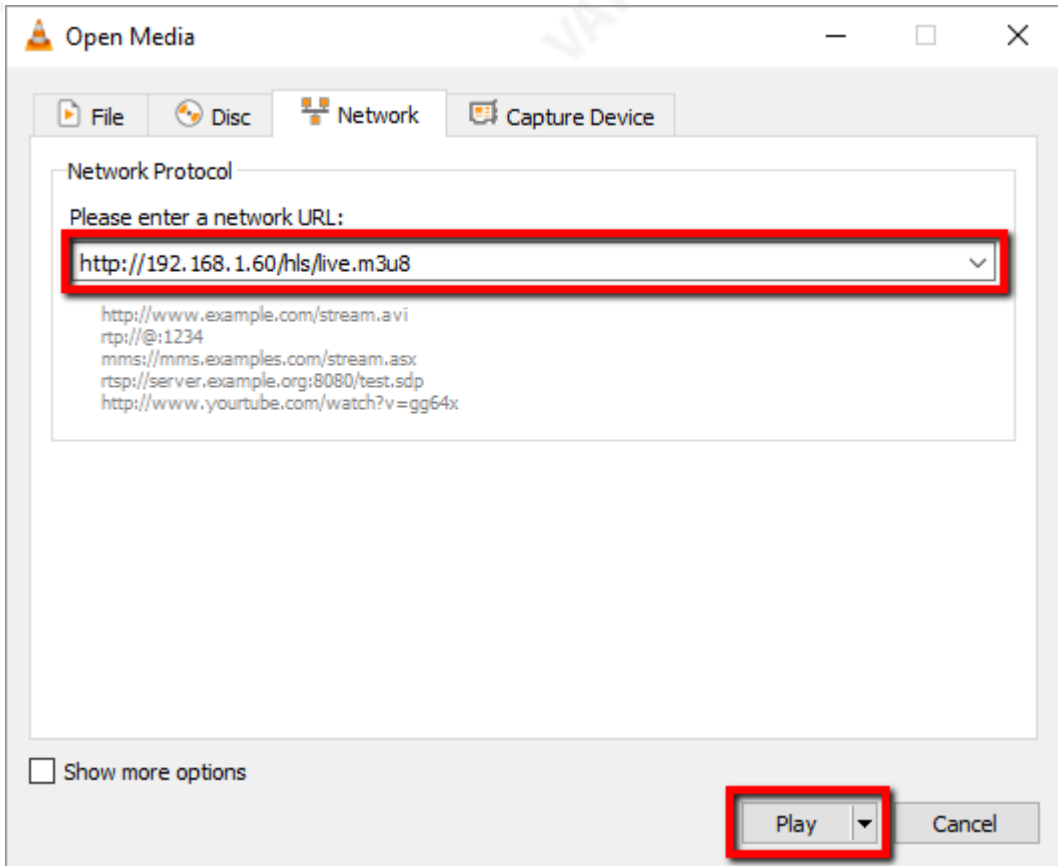 Open Media
File Disc Network Capture Device
Network Protocol
Please enter a network URL:
http://192.168.1.60/hls/live.m3u8
http://www.example.com/stream.avi
rtp://@:1234
mms://mms.examples.com/stream.asx
rtsp://server.example.org:8080/test.sdp
http://www.yourtube.com/watch?v=gg64x
Show more options
Play Cancel